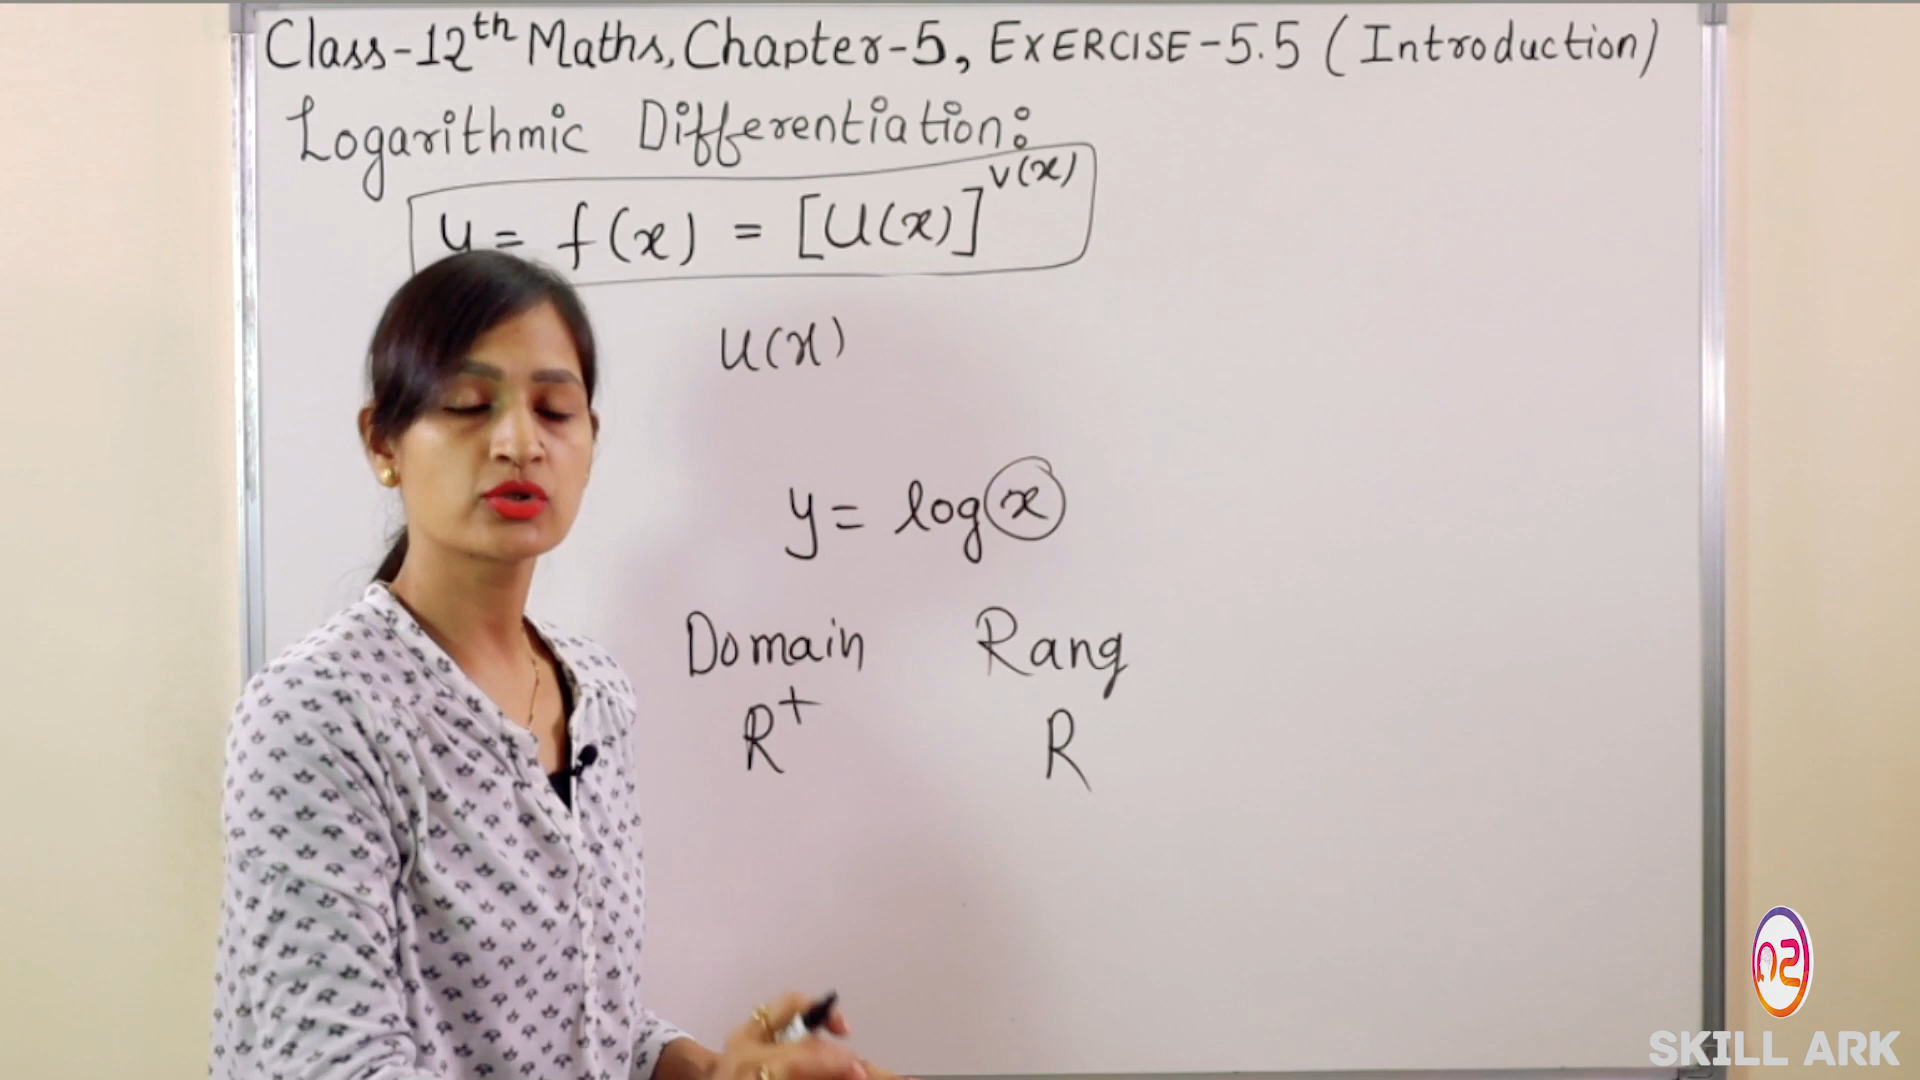 Class-12th Maths, Chapter-5, EXERCISE-5.5 (Introduction)
Logarithmic Differentiation:
y = f(x) = [U(x)]^v(x)
u(x)
y = log x
Domain Rang
R+ R
SKILL ARK